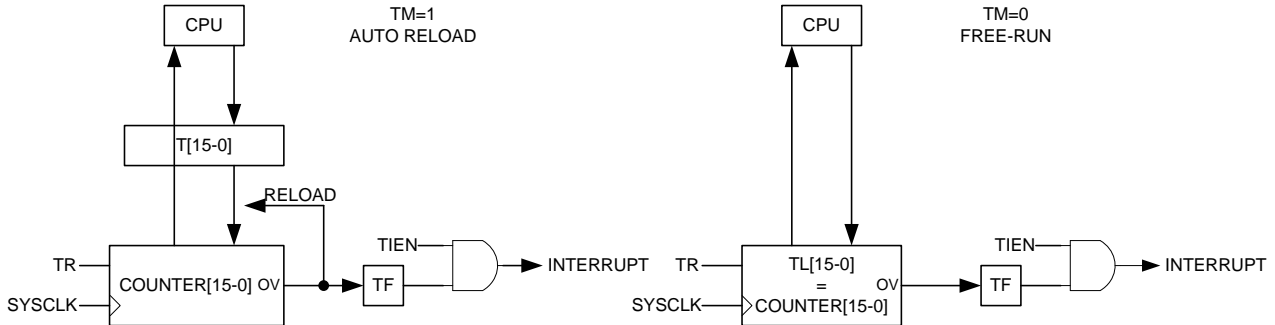 CPU
TM=1
AUTO RELOAD
T[15-0]
RELOAD
TR
SYSCLK
COUNTER[15-0]
OV
TF
TIEN
INTERRUPT
CPU
TM=0
FREE-RUN
TR
SYSCLK
TL[15-0]
=
COUNTER[15-0]
OV
TF
TIEN
INTERRUPT